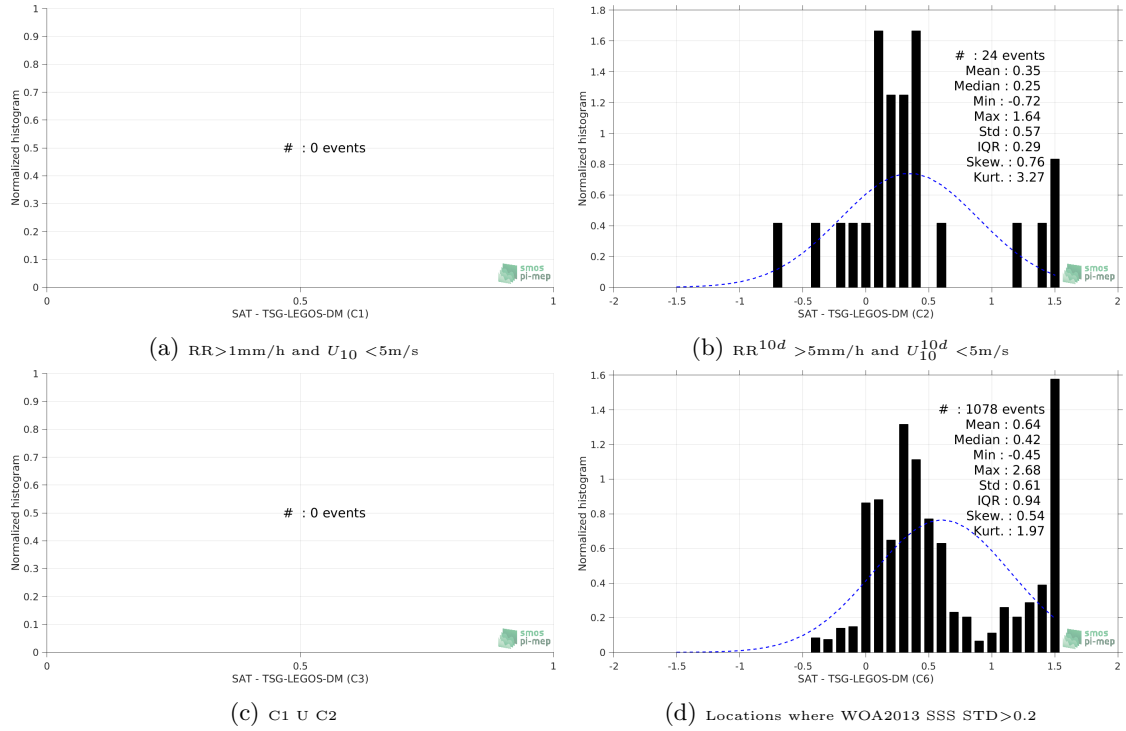 1
0.9
0.8
0.7
0.6
0.5
0.4
0.3
0.2
0.1
0
Normalized histogram
# : 0 events
smos
pi-mep
0 0.5 1
SAT - TSG-LEGOS-DM (C1)
(a) RR>1mm/h and U10 <5m/s
1.8
1.6
1.4
1.2
1
0.8
0.6
0.4
0.2
0
Normalized histogram
# : 24 events
Mean : 0.35
Median : 0.25
Min : -0.72
Max : 1.64
Std : 0.57
IQR : 0.29
Skew. : 0.76
Kurt. : 3.27
smos
pi-mep
-2 -1.5 -1 -0.5 0 0.5 1 1.5 2
SAT - TSG-LEGOS-DM (C2)
(b) RR^10d >5mm/h and U10^10d <5m/s
1
0.9
0.8
0.7
0.6
0.5
0.4
0.3
0.2
0.1
0
Normalized histogram
# : 0 events
smos
pi-mep
0 0.5 1
SAT - TSG-LEGOS-DM (C3)
(c) C1 U C2
1.6
1.4
1.2
1
0.8
0.6
0.4
0.2
0
Normalized histogram
# : 1078 events
Mean : 0.64
Median : 0.42
Min : -0.45
Max : 2.68
Std : 0.61
IQR : 0.94
Skew. : 0.54
Kurt. : 1.97
smos
pi-mep
-2 -1.5 -1 -0.5 0 0.5 1 1.5 2
SAT - TSG-LEGOS-DM (C6)
(d) Locations where WOA2013 SSS STD>0.2